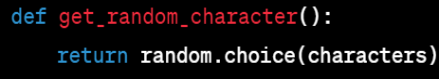 def get_random_character():
    return random.choice(characters)